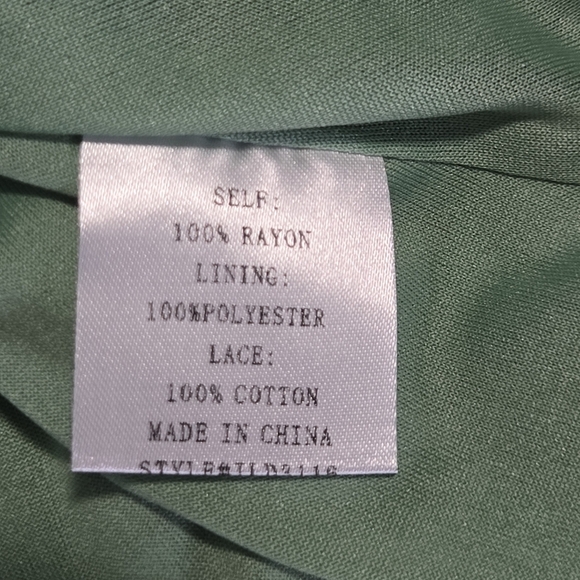 SELF:
100% RAYON
LINING:
100%POLYESTER
LACE:
100% COTTON
MADE IN CHINA